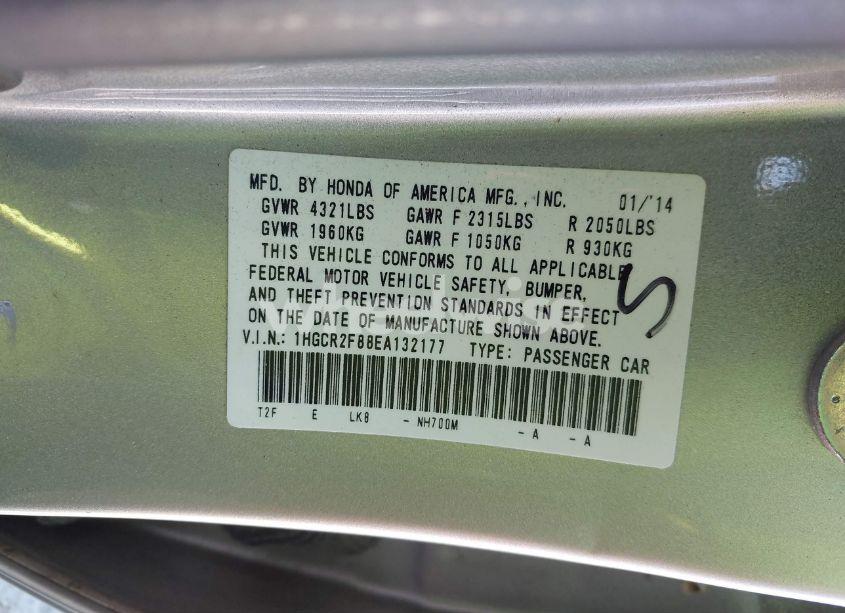 MFD. BY HONDA OF AMERICA MFG., INC. 01/'14
GVWR 4321LBS GAWR F 2315LBS R 2050LBS
GVWR 1960KG GAWR F 1050KG R 930KG
THIS VEHICLE CONFORMS TO ALL APPLICABLE
FEDERAL MOTOR VEHICLE SAFETY, BUMPER,
AND THEFT PREVENTION STANDARDS IN EFFECT
ON THE DATE OF MANUFACTURE SHOWN ABOVE.
V.I.N.: 1HGCR2F88EA132177 TYPE: PASSENGER CAR
T2F E LK8 - NH700M -A -A
5